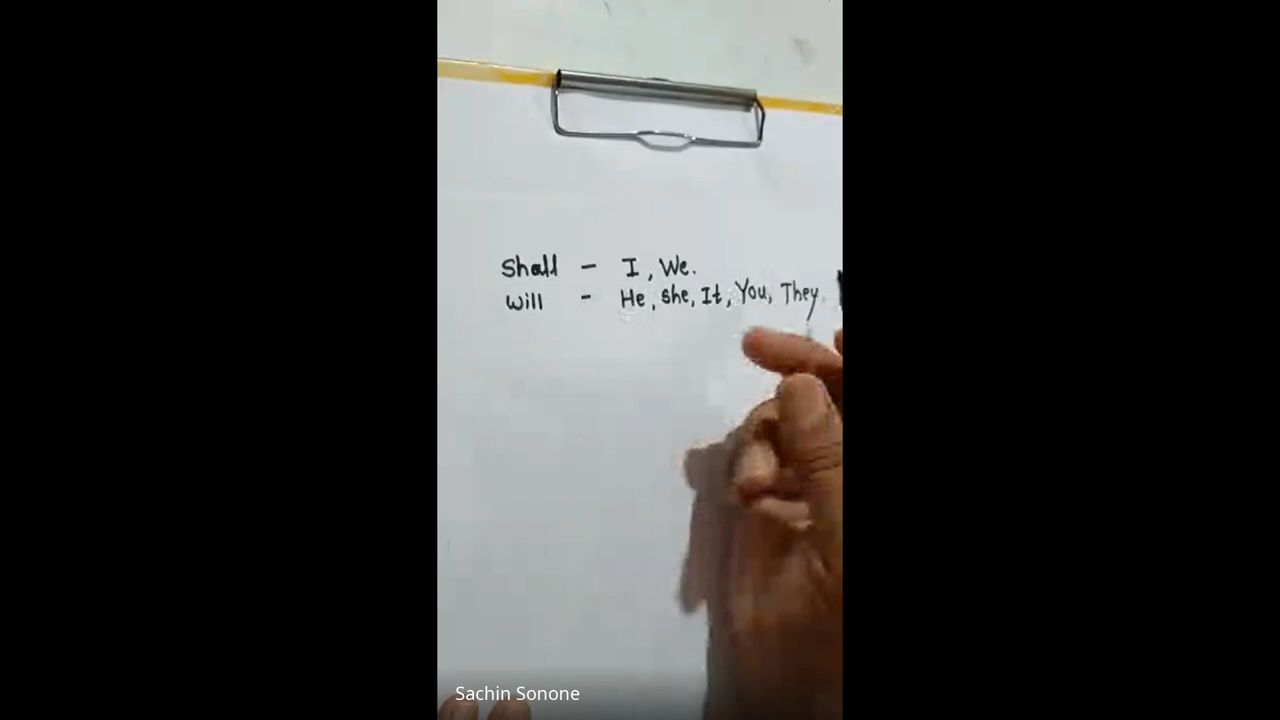 Shall - I, We.
Will - He, she, It, You, They.
Sachin Sonone